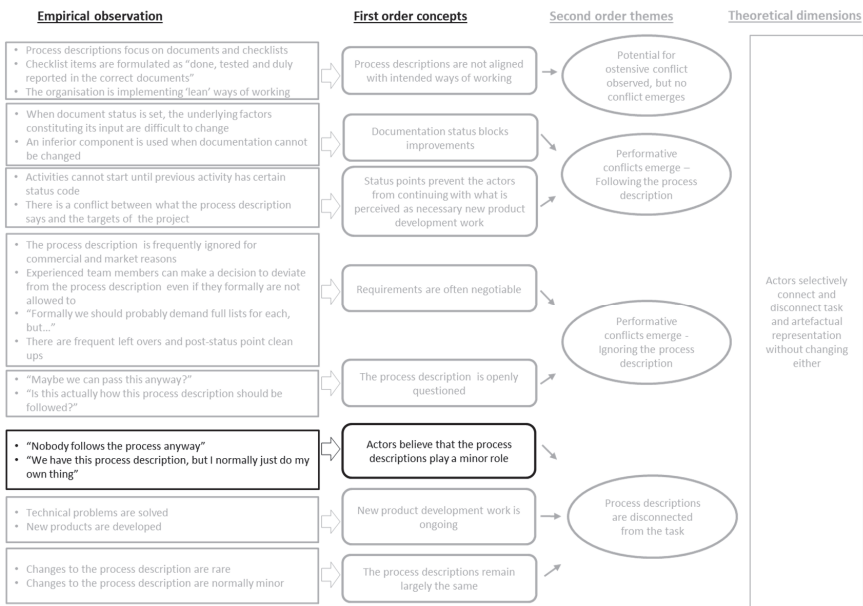 Empirical observation
First order concepts
Second order themes
Theoretical dimensions
• Process descriptions focus on documents and checklists
• Checklist items are formulated as “done, tested and duly
reported in the correct documents”
• The organisation is implementing ‘lean’ ways of working
Process descriptions are not aligned
with intended ways of working
Potential for
ostensive conflict
observed, but no
conflict emerges
• When document status is set, the underlying factors
constituting its input are difficult to change
• An inferior component is used when documentation cannot
be changed
Documentation status blocks
improvements
• Activities cannot start until previous activity has certain
status code
• There is a conflict between what the process description
says and the targets of the project
Status points prevent the actors
from continuing with what is
perceived as necessary new product
development work
Performative
conflicts emerge –
Following the process
description
• The process description is frequently ignored for
commercial and market reasons
• Experienced team members can make a decision to deviate
from the process description even if they formally are not
allowed to
• “Formally we should probably demand full lists for each,
but...”
• There are frequent left overs and post-status point clean
ups
Requirements are often negotiable
• “Maybe we can pass this anyway?”
• “Is this actually how this process description should be
followed?”
The process description is openly
questioned
Performative
conflicts emerge -
Ignoring the process
description
• “Nobody follows the process anyway”
• “We have this process description, but I normally just do my
own thing”
Actors believe that the process
descriptions play a minor role
• Technical problems are solved
• New products are developed
New product development work is
ongoing
• Changes to the process description are rare
• Changes to the process description are normally minor
The process descriptions remain
largely the same
Process descriptions
are disconnected
from the task
Actors selectively
connect and
disconnect task
and artefactual
representation
without changing
either